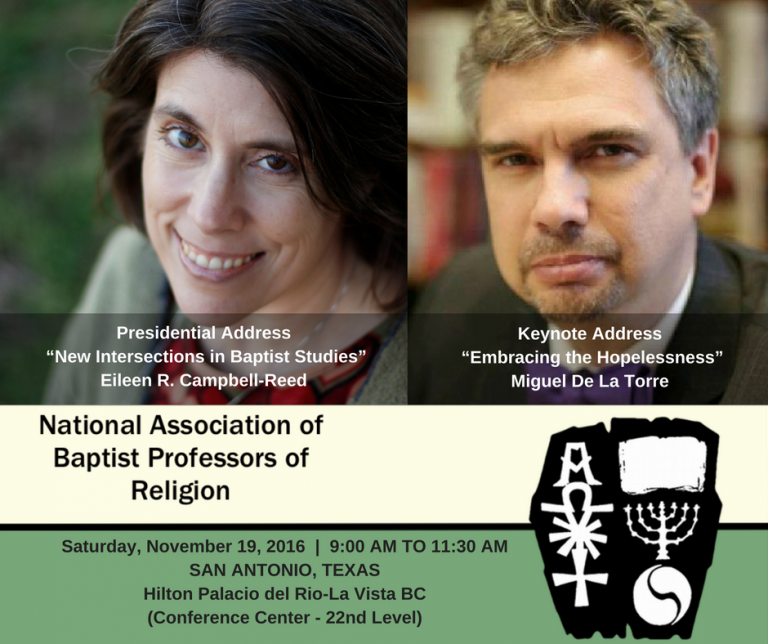 Presidential Address
“New Intersections in Baptist Studies”
Eileen R. Campbell-Reed
Keynote Address
“Embracing the Hopelessness”
Miguel De La Torre
National Association of
Baptist Professors of
Religion
Saturday, November 19, 2016 | 9:00 AM TO 11:30 AM
SAN ANTONIO, TEXAS
Hilton Palacio del Rio-La Vista BC
(Conference Center - 22nd Level)